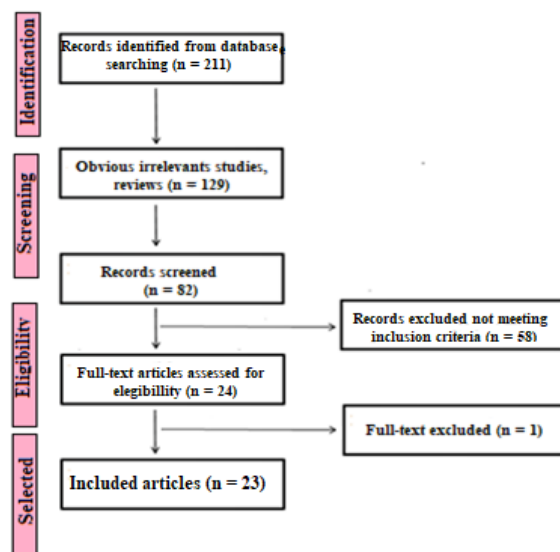 Identification
Records identified from database
searching (n = 211)
Screening
Obvious irrelevants studies,
reviews (n = 129)
Records screened
(n = 82)
Eligibility
Records excluded not meeting
inclusion criteria (n = 58)
Full-text articles assessed for
elegibillity (n = 24)
Full-text excluded (n = 1)
Selected
Included articles (n = 23)